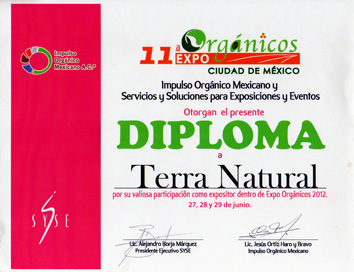 Impulso
Orgánico
Mexicano A.C.
11a EXPO Orgánicos
CIUDAD DE MÉXICO
Impulso Orgánico Mexicano y
Servicios y Soluciones para Exposiciones y Eventos
Otorgan el presente
DIPLOMA
a
Terra Natural
por su valiosa participación como expositor dentro de Expo Orgánicos 2012.
27, 28 y 29 de junio.
SYSE
Lic. Alejandro Borja Márquez
Presidente Ejecutivo SYSE
Lic. Jesús Ortiz Haro y Bravo
Impulso Orgánico Mexicano